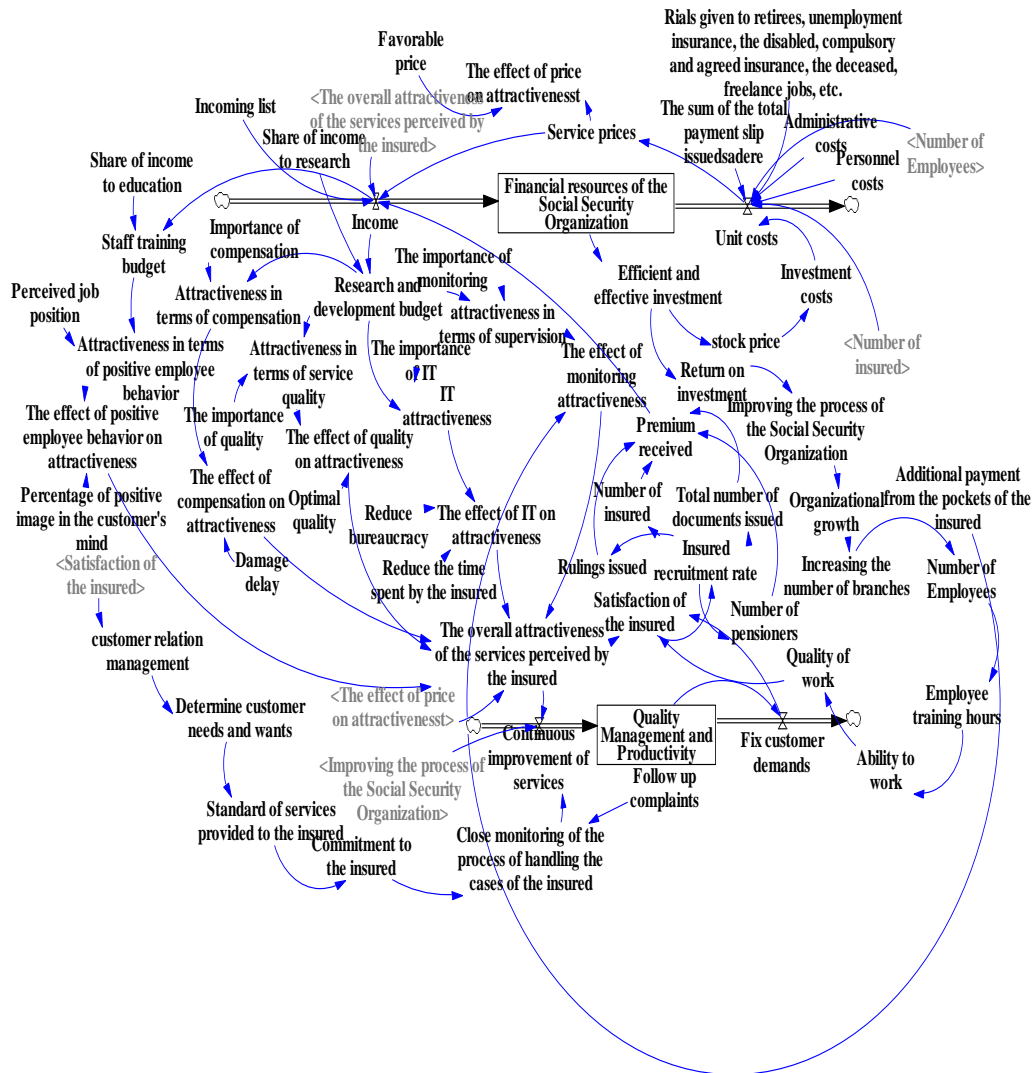 Rials given to retirees, unemployment
insurance, the disabled, compulsory
and agreed insurance, the deceased,
freelance jobs, etc.
Favorable
price
The effect of price
on attractivenesst
Incoming list
<The overall attractiveness
of the services perceived by
the insured>
Service prices
The sum of the total
payment slip
issuedsadere
Administrative
costs
Personnel
costs
<Number of
Employees>
Share of income
to research
Share of income
to education
Financial resources of the
Social Security
Organization
Income
Unit costs
Staff training
budget
Importance of
compensation
The importance of
monitoring
Efficient and
effective investment
Investment
costs
Perceived job
position
Attractiveness in
terms of compensation
Research and
development budget
attractiveness in
terms of supervision
stock price
<Number of
insured>
Attractiveness in terms
of positive employee
behavior
Attractiveness in
terms of service
quality
The importance
of IT
The effect of
monitoring
attractiveness
Return on
investment
IT
attractiveness
Improving the process of
the Social Security
Organization
The effect of positive
employee behavior on
attractiveness
The importance
of quality
The effect of quality
on attractiveness
Premium
received
Percentage of positive
image in the customer's
mind
The effect of
compensation on
attractiveness
Optimal
quality
Number of
insured
Total number of
documents issued
Organizational
growth
Additional payment
from the pockets of the
insured
Reduce
bureaucracy
The effect of IT on
attractiveness
<Satisfaction of
the insured>
Damage
delay
Reduce the time
spent by the insured
Rulings issued
Insured
recruitment rate
Increasing the
number of branches
Number of
Employees
Satisfaction of
the insured
Number of
pensioners
customer relation
management
The overall attractiveness
of the services perceived by
the insured
Quality of
work
<The effect of price
on attractivenesst>
Determine customer
needs and wants
Employee
training hours
Quality
Management and
Productivity
Continuous
improvement of
services
Fix customer
demands
Ability to
work
<Improving the process of
the Social Security
Organization>
Follow up
complaints
Standard of services
provided to the insured
Commitment to
the insured
Close monitoring of the
process of handling the
cases of the insured